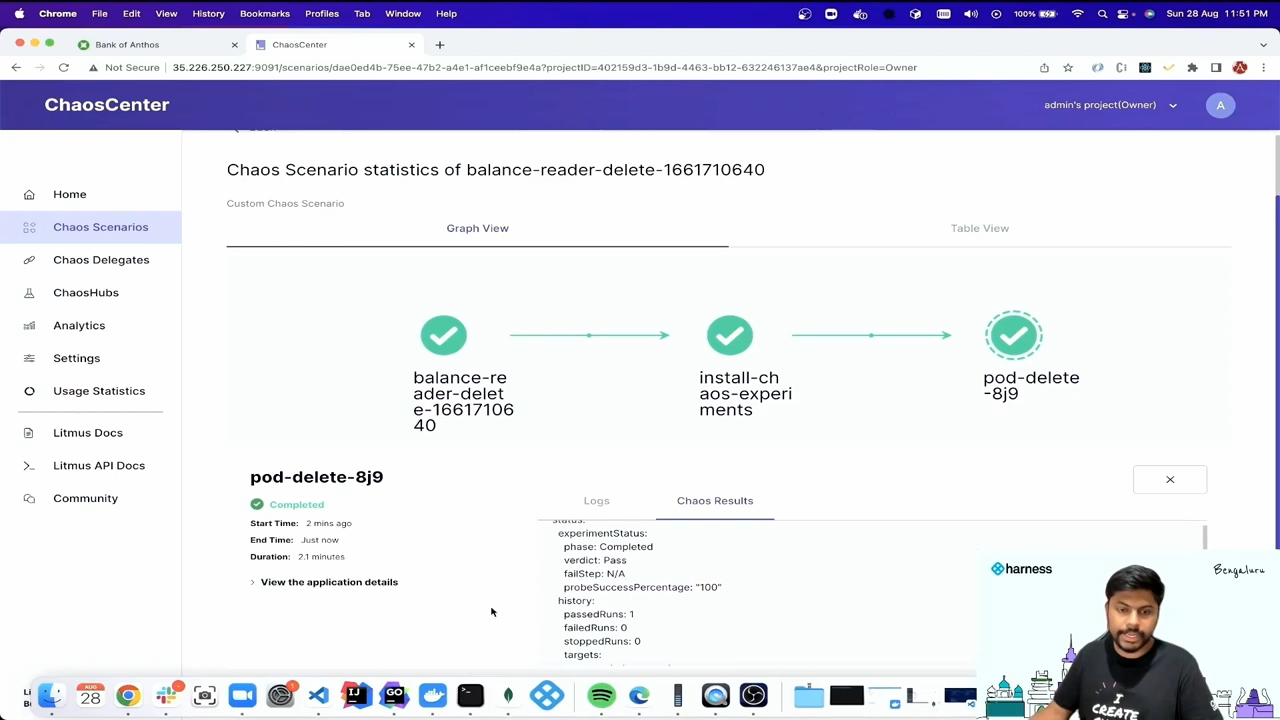 Chrome File Edit View History Bookmarks Profiles Tab Window Help 100% Sun 28 Aug 11:51 PM
Bank of Anthos ChaosCenter
Not Secure 35.226.250.227:9091/scenarios/dae0ed4b-75ee-47b2-a4e1-af1ceebf9e4a?projectID=402159d3-1b9d-4463-bb12-632246137ae4&projectRole=Owner
ChaosCenter
admin's project(Owner)
A
Home
Chaos Scenarios
Chaos Delegates
ChaosHubs
Analytics
Settings
Usage Statistics
Litmus Docs
Litmus API Docs
Community
Chaos Scenario statistics of balance-reader-delete-1661710640
Custom Chaos Scenario
Graph View Table View
balance-re
ader-delet
e-16617106
40
install-ch
aos-experi
ments
pod-delete
-8j9
pod-delete-8j9
Completed
Start Time: 2 mins ago
End Time: Just now
Duration: 2.1 minutes
View the application details
Logs Chaos Results
status:
experimentStatus:
phase: Completed
verdict: Pass
failStep: N/A
probeSuccessPercentage: "100"
history:
passedRuns: 1
failedRuns: 0
stoppedRuns: 0
targets:
harness
Bengaluru
I
CREATE
AUG
28
IJ
GO